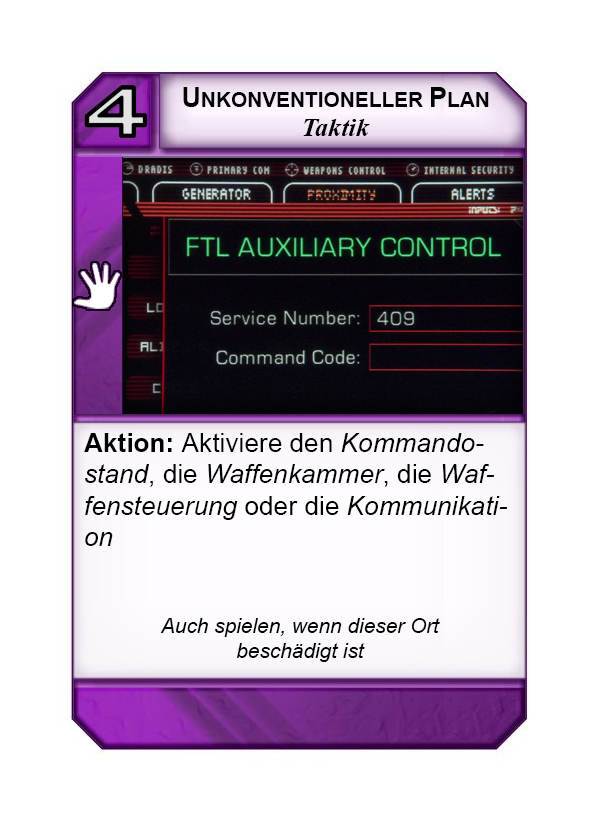 4
UNKONVENTIONELLER PLAN
Taktik
DRADIS PRIMARY COM WEAPONS CONTROL INTERNAL SECURITY
GENERATOR PROXIMITY ALERTS
INPUTS:
FTL AUXILIARY CONTROL
Service Number: 409
Command Code:
Aktion: Aktiviere den Kommando-
stand, die Waffenkammer, die Waf-
fensteuerung oder die Kommunikati-
on
Auch spielen, wenn dieser Ort
beschädigt ist